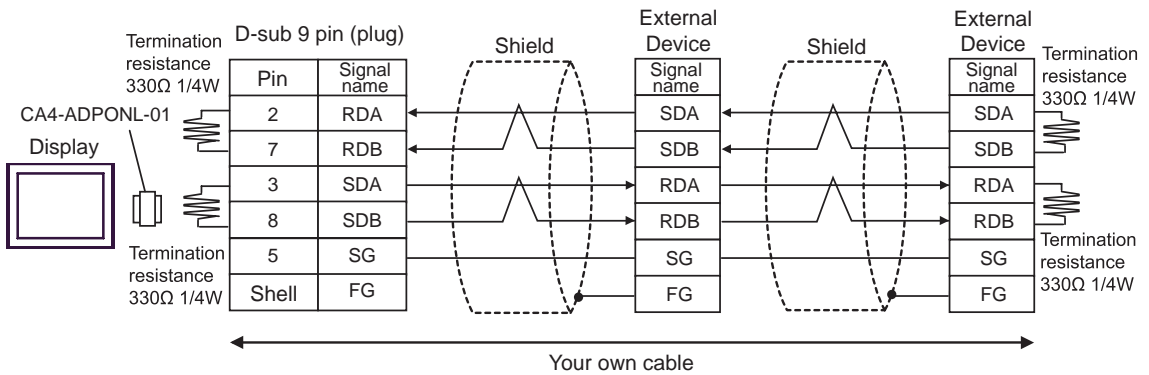 Termination
resistance
330Ω 1/4W
CA4-ADPONL-01
Display
Termination
resistance
330Ω 1/4W
D-sub 9 pin (plug)
Pin
Signal
name
2
RDA
7
RDB
3
SDA
8
SDB
5
SG
Shell
FG
Shield
External
Device
Signal
name
SDA
SDB
RDA
RDB
SG
FG
Shield
External
Device
Signal
name
SDA
SDB
RDA
RDB
SG
FG
Termination
resistance
330Ω 1/4W
Termination
resistance
330Ω 1/4W
Your own cable